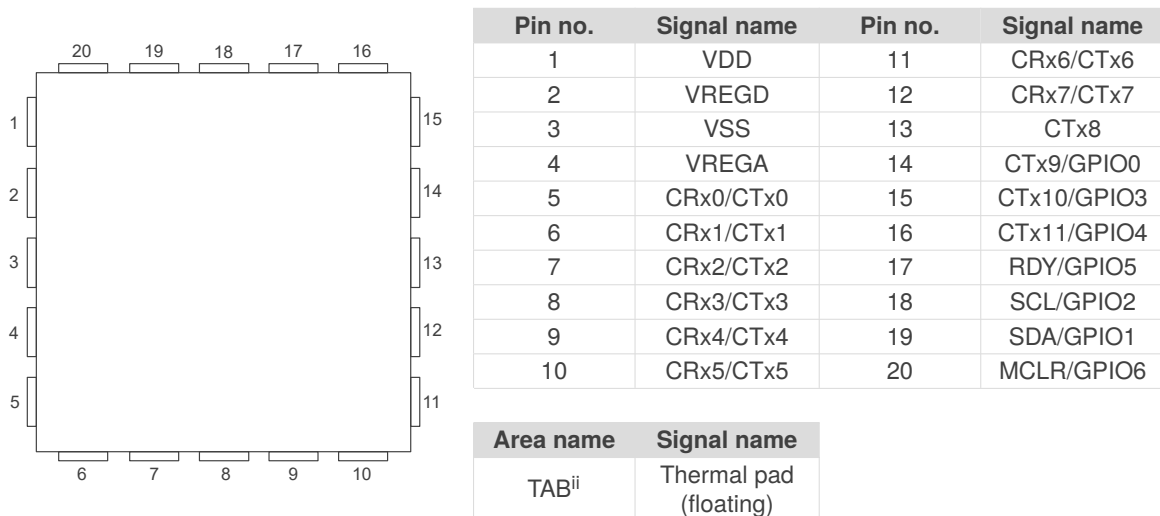 20 19 18 17 16
1
2
3
4
5
15
14
13
12
11
6 7 8 9 10
Pin no. Signal name Pin no. Signal name
1 VDD 11 CRx6/CTx6
2 VREGD 12 CRx7/CTx7
3 VSS 13 CTx8
4 VREGA 14 CTx9/GPIO0
5 CRx0/CTx0 15 CTx10/GPIO3
6 CRx1/CTx1 16 CTx11/GPIO4
7 CRx2/CTx2 17 RDY/GPIO5
8 CRx3/CTx3 18 SCL/GPIO2
9 CRx4/CTx4 19 SDA/GPIO1
10 CRx5/CTx5 20 MCLR/GPIO6
Area name Signal name
TABii Thermal pad
(floating)